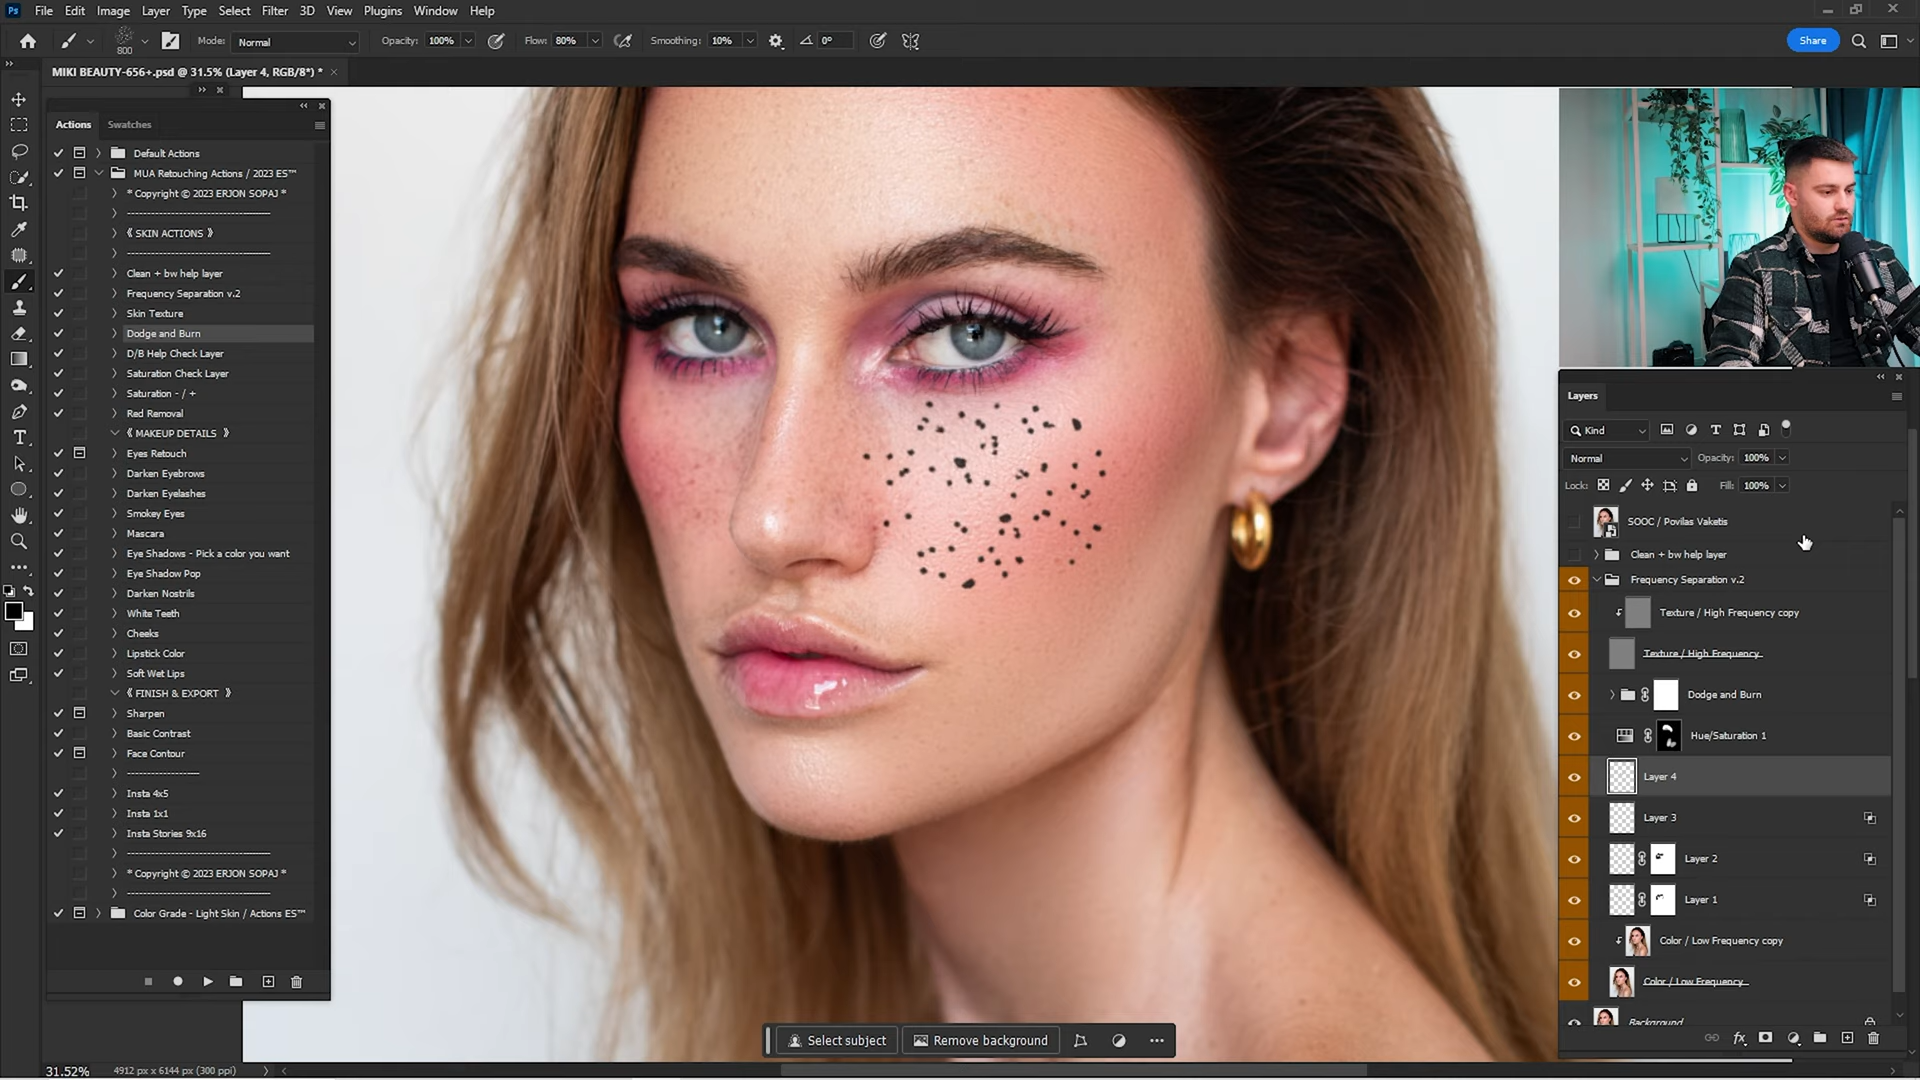 Ps File Edit Image Layer Type Select Filter 3D View Plugins Window Help
800 Mode: Normal Opacity: 100% Flow: 80% Smoothing: 10% 0° Share
MIKI BEAUTY-656+.psd @ 31.5% (Layer 4, RGB/8*) *
Actions Swatches
Default Actions
MUA Retouching Actions / 2023 ES™
* Copyright © 2023 ERJON SOPAJ *
--------------------------------------
《 SKIN ACTIONS 》
--------------------------------------
Clean + bw help layer
Frequency Separation v.2
Skin Texture
Dodge and Burn
D/B Help Check Layer
Saturation Check Layer
Saturation - / +
Red Removal
《 MAKEUP DETAILS 》
Eyes Retouch
Darken Eyebrows
Darken Eyelashes
Smokey Eyes
Mascara
Eye Shadows - Pick a color you want
Eye Shadow Pop
Darken Nostrils
White Teeth
Cheeks
Lipstick Color
Soft Wet Lips
《 FINISH & EXPORT 》
Sharpen
Basic Contrast
Face Contour
-------------------
Insta 4x5
Insta 1x1
Insta Stories 9x16
--------------------------------------
* Copyright © 2023 ERJON SOPAJ *
--------------------------------------
Color Grade - Light Skin / Actions ES™
Layers
Kind
Normal Opacity: 100%
Lock: Fill: 100%
SOOC / Povilas Vaketis
Clean + bw help layer
Frequency Separation v.2
Texture / High Frequency copy
Texture / High Frequency
Dodge and Burn
Hue/Saturation 1
Layer 4
Layer 3
Layer 2
Layer 1
Color / Low Frequency copy
Color / Low Frequency
Background
fx
Select subject Remove background
31.52% 4912 px x 6144 px (300 ppi)